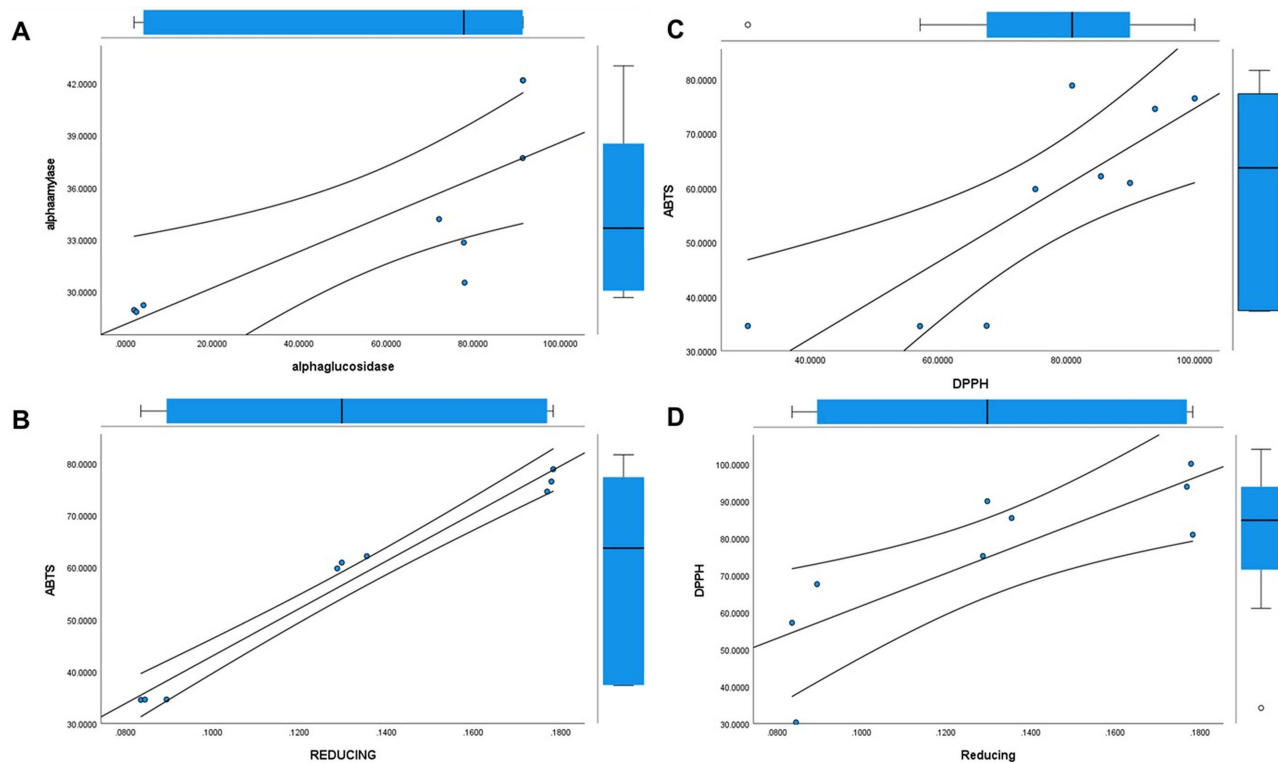 A
42.0000
39.0000
36.0000
33.0000
30.0000
alphaamylase
.0000 20.0000 40.0000 60.0000 80.0000 100.0000
alphaglucosidase
C
80.0000
70.0000
60.0000
50.0000
40.0000
30.0000
ABTS
40.0000 60.0000 80.0000 100.0000
DPPH
B
80.0000
70.0000
60.0000
50.0000
40.0000
30.0000
ABTS
.0800 .1000 .1200 .1400 .1600 .1800
REDUCING
D
100.0000
90.0000
80.0000
70.0000
60.0000
50.0000
40.0000
30.0000
DPPH
.0800 .1000 .1200 .1400 .1600 .1800
Reducing